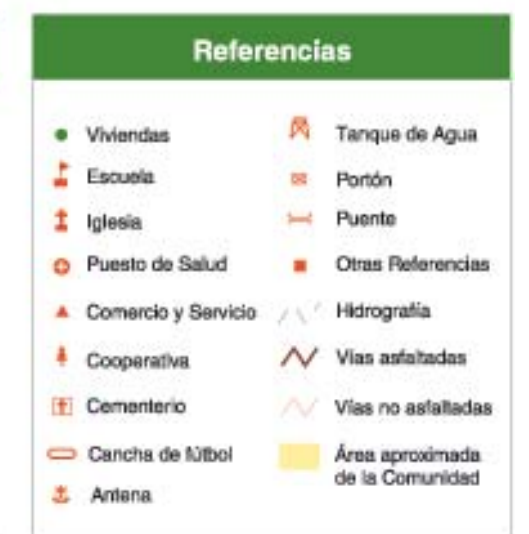 Referencias
Viviendas
Escuela
Iglesia
Puesto de Salud
Comercio y Servicio
Cooperativa
Cementerio
Cancha de fútbol
Antena
Tanque de Agua
Portón
Puente
Otras Referencias
Hidrografía
Vías asfaltadas
Vías no asfaltadas
Área aproximada
de la Comunidad